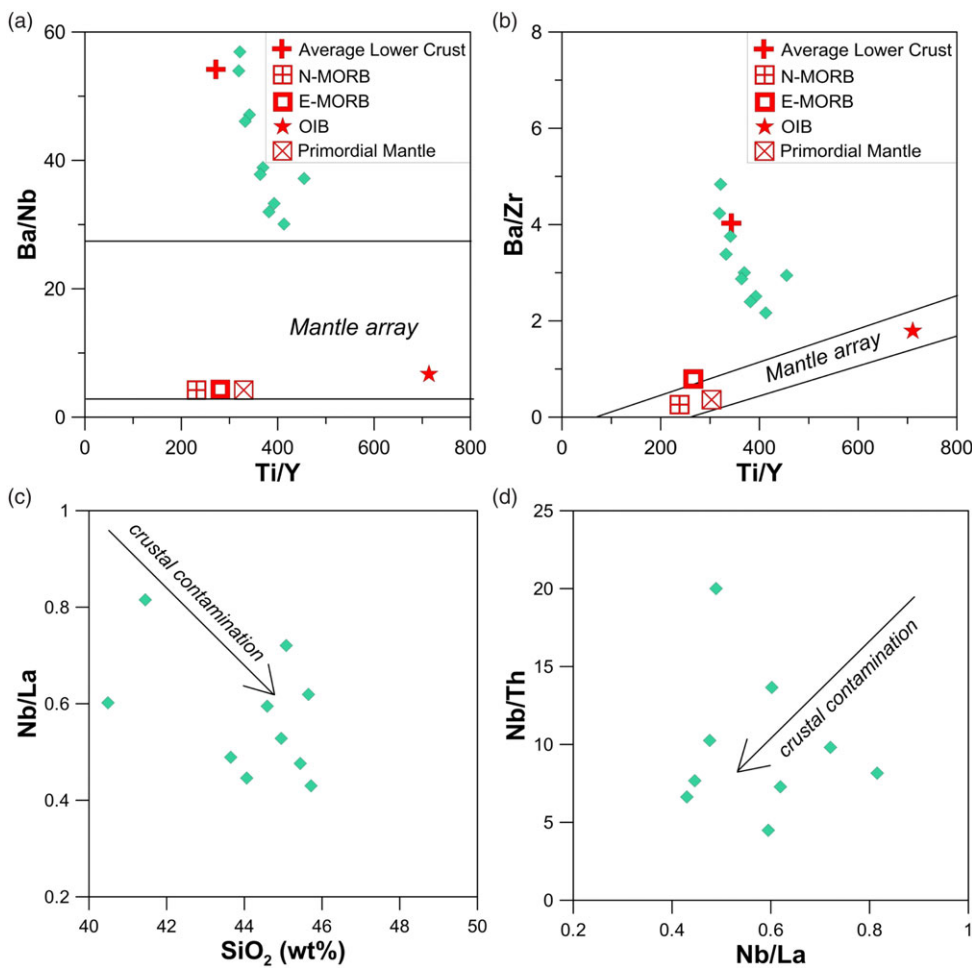 (a)
60
40
20
0
Ba/Nb
Average Lower Crust
N-MORB
E-MORB
OIB
Primordial Mantle
Mantle array
0 200 400 600 800
Ti/Y
(b)
8
6
4
2
0
Ba/Zr
Average Lower Crust
N-MORB
E-MORB
OIB
Primordial Mantle
Mantle array
0 200 400 600 800
Ti/Y
(c)
1
0.8
0.6
0.4
0.2
Nb/La
crustal contamination
40 42 44 46 48 50
SiO₂ (wt%)
(d)
25
20
15
10
5
0
Nb/Th
crustal contamination
0.2 0.4 0.6 0.8 1
Nb/La